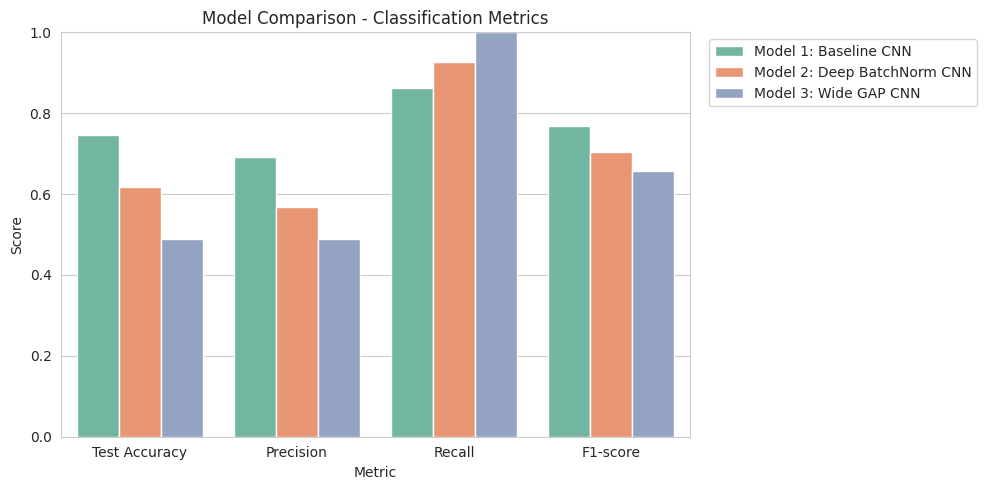 Model Comparison - Classification Metrics
Model 1: Baseline CNN
Model 2: Deep BatchNorm CNN
Model 3: Wide GAP CNN
Score
1.0
0.8
0.6
0.4
0.2
0.0
Test Accuracy Precision Recall F1-score
Metric